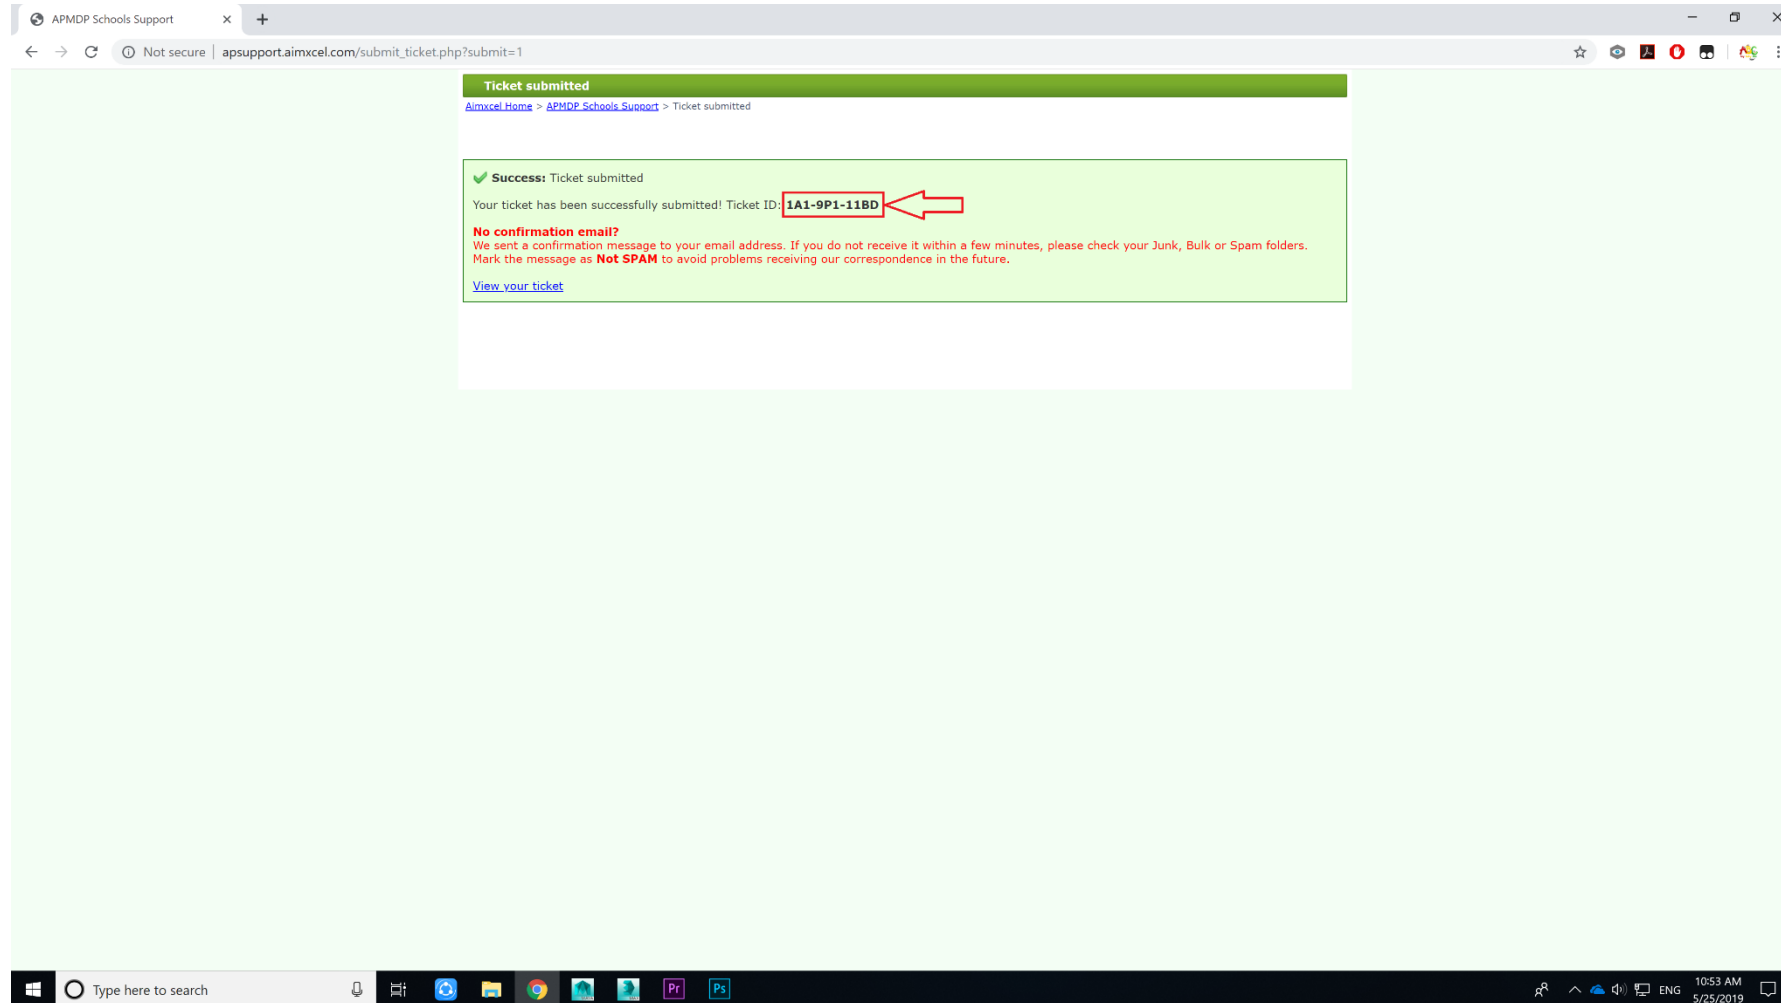 APMDP Schools Support
Not secure | apsupport.aimxcel.com/submit_ticket.php?submit=1
Ticket submitted
Aimxcel Home > APMDP Schools Support > Ticket submitted
Success: Ticket submitted
Your ticket has been successfully submitted! Ticket ID: 1A1-9P1-11BD
No confirmation email?
We sent a confirmation message to your email address. If you do not receive it within a few minutes, please check your Junk, Bulk or Spam folders.
Mark the message as Not SPAM to avoid problems receiving our correspondence in the future.
View your ticket
Type here to search
Pr
Ps
ENG
10:53 AM
5/25/2019